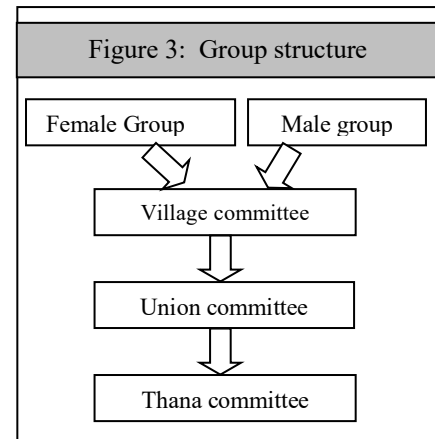 Figure 3: Group structure
Female Group Male group
Village committee
Union committee
Thana committee